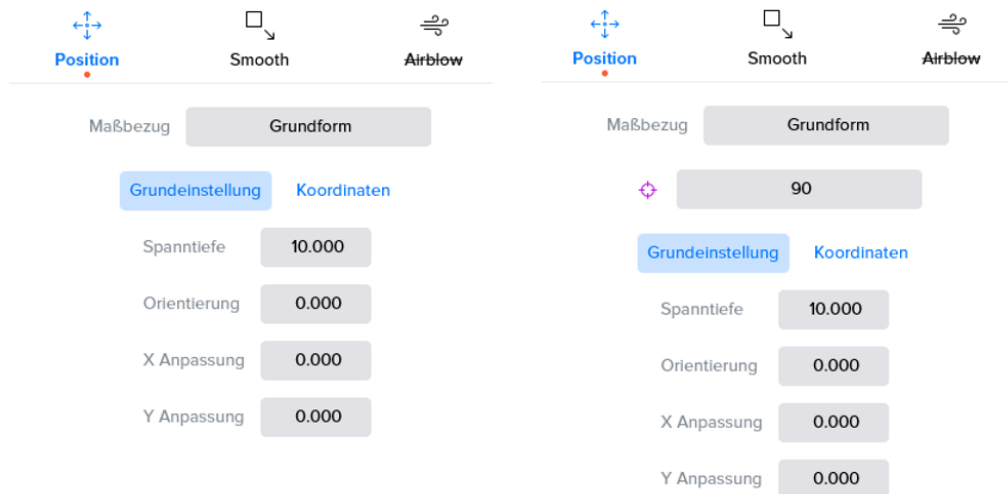 Position Smooth Airblow
Maßbezug Grundform
Grundeinstellung Koordinaten
Spanntiefe 10.000
Orientierung 0.000
X Anpassung 0.000
Y Anpassung 0.000
Position Smooth Airblow
Maßbezug Grundform
90
Grundeinstellung Koordinaten
Spanntiefe 10.000
Orientierung 0.000
X Anpassung 0.000
Y Anpassung 0.000